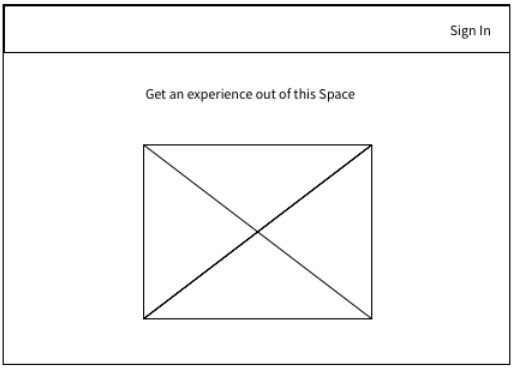 Sign In
Get an experience out of this Space